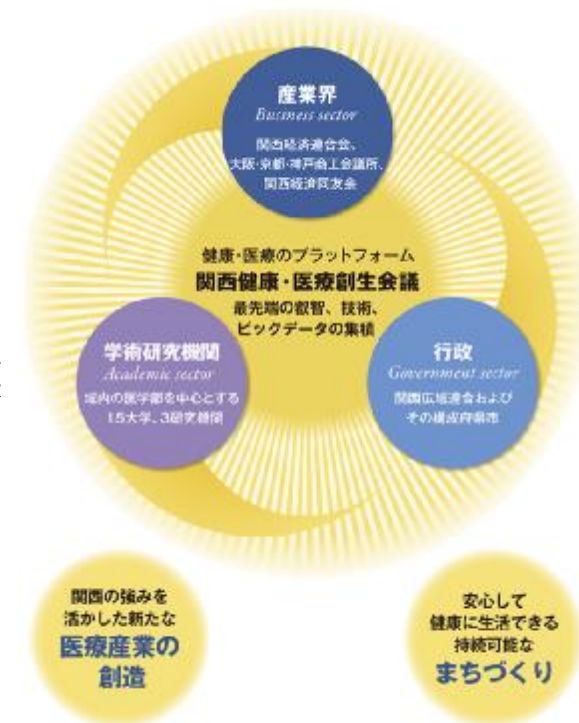 産業界
Business sector
関西経済連合会、
大阪・京都・神戸商工会議所、
関西経済同友会
健康・医療のプラットフォーム
関西健康・医療創生会議
最先端の叡智、技術、
ビックデータの集積
学術研究機関
Academic sector
域内の医学部を中心とする
15大学、3研究機関
行政
Government sector
関西広域連合および
その構成府県市
関西の強みを
活かした新たな
医療産業の
創造
安心して
健康に生活できる
持続可能な
まちづくり